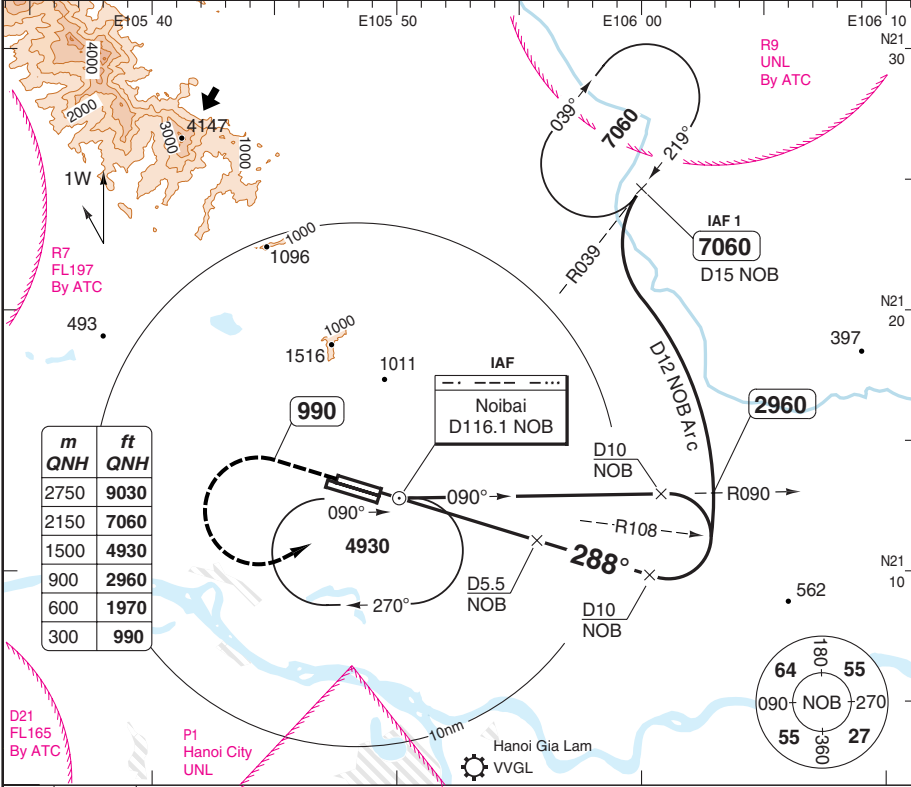 E105 40
E105 50
E106 00
E106 10
N21
30
4000
2000
3000
4147
1000
1W
R9
UNL
By ATC
039°
7060
219°
IAF 1
7060
D15 NOB
R039
R7
FL197
By ATC
1000
1096
493
1000
1516
1011
N21
20
397
D12 NOB Arc
IAF
Noibai
D116.1 NOB
990
2960
m
QNH
ft
QNH
2750 9030
2150 7060
1500 4930
900 2960
600 1970
300 990
D10
NOB
090°
090°
R090
R108
4930
288°
270°
D5.5
NOB
D10
NOB
562
N21
10
D21
FL165
By ATC
P1
Hanoi City
UNL
10nm
Hanoi Gia Lam
VVGL
180
64 55
090 NOB 270
55 27
360